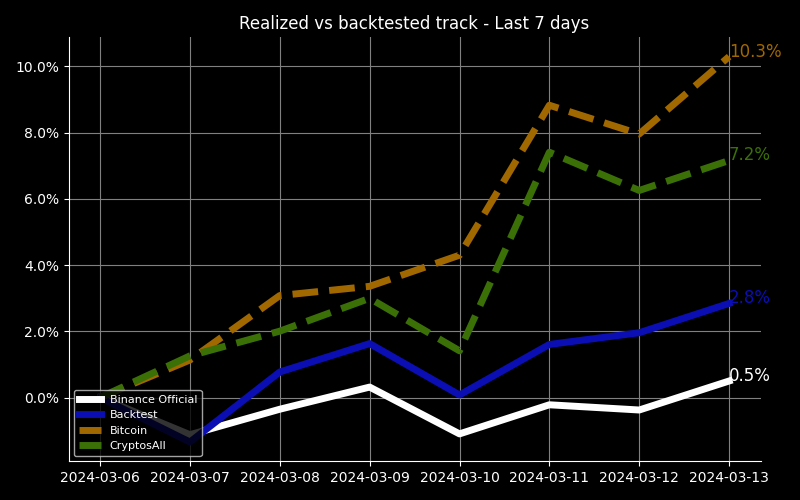 Realized vs backtested track - Last 7 days
10.3%
10.0%
8.0%
7.2%
6.0%
4.0%
2.8%
2.0%
0.5%
0.0%
Binance Official
Backtest
Bitcoin
CryptosAll
2024-03-06 2024-03-07 2024-03-08 2024-03-09 2024-03-10 2024-03-11 2024-03-12 2024-03-13